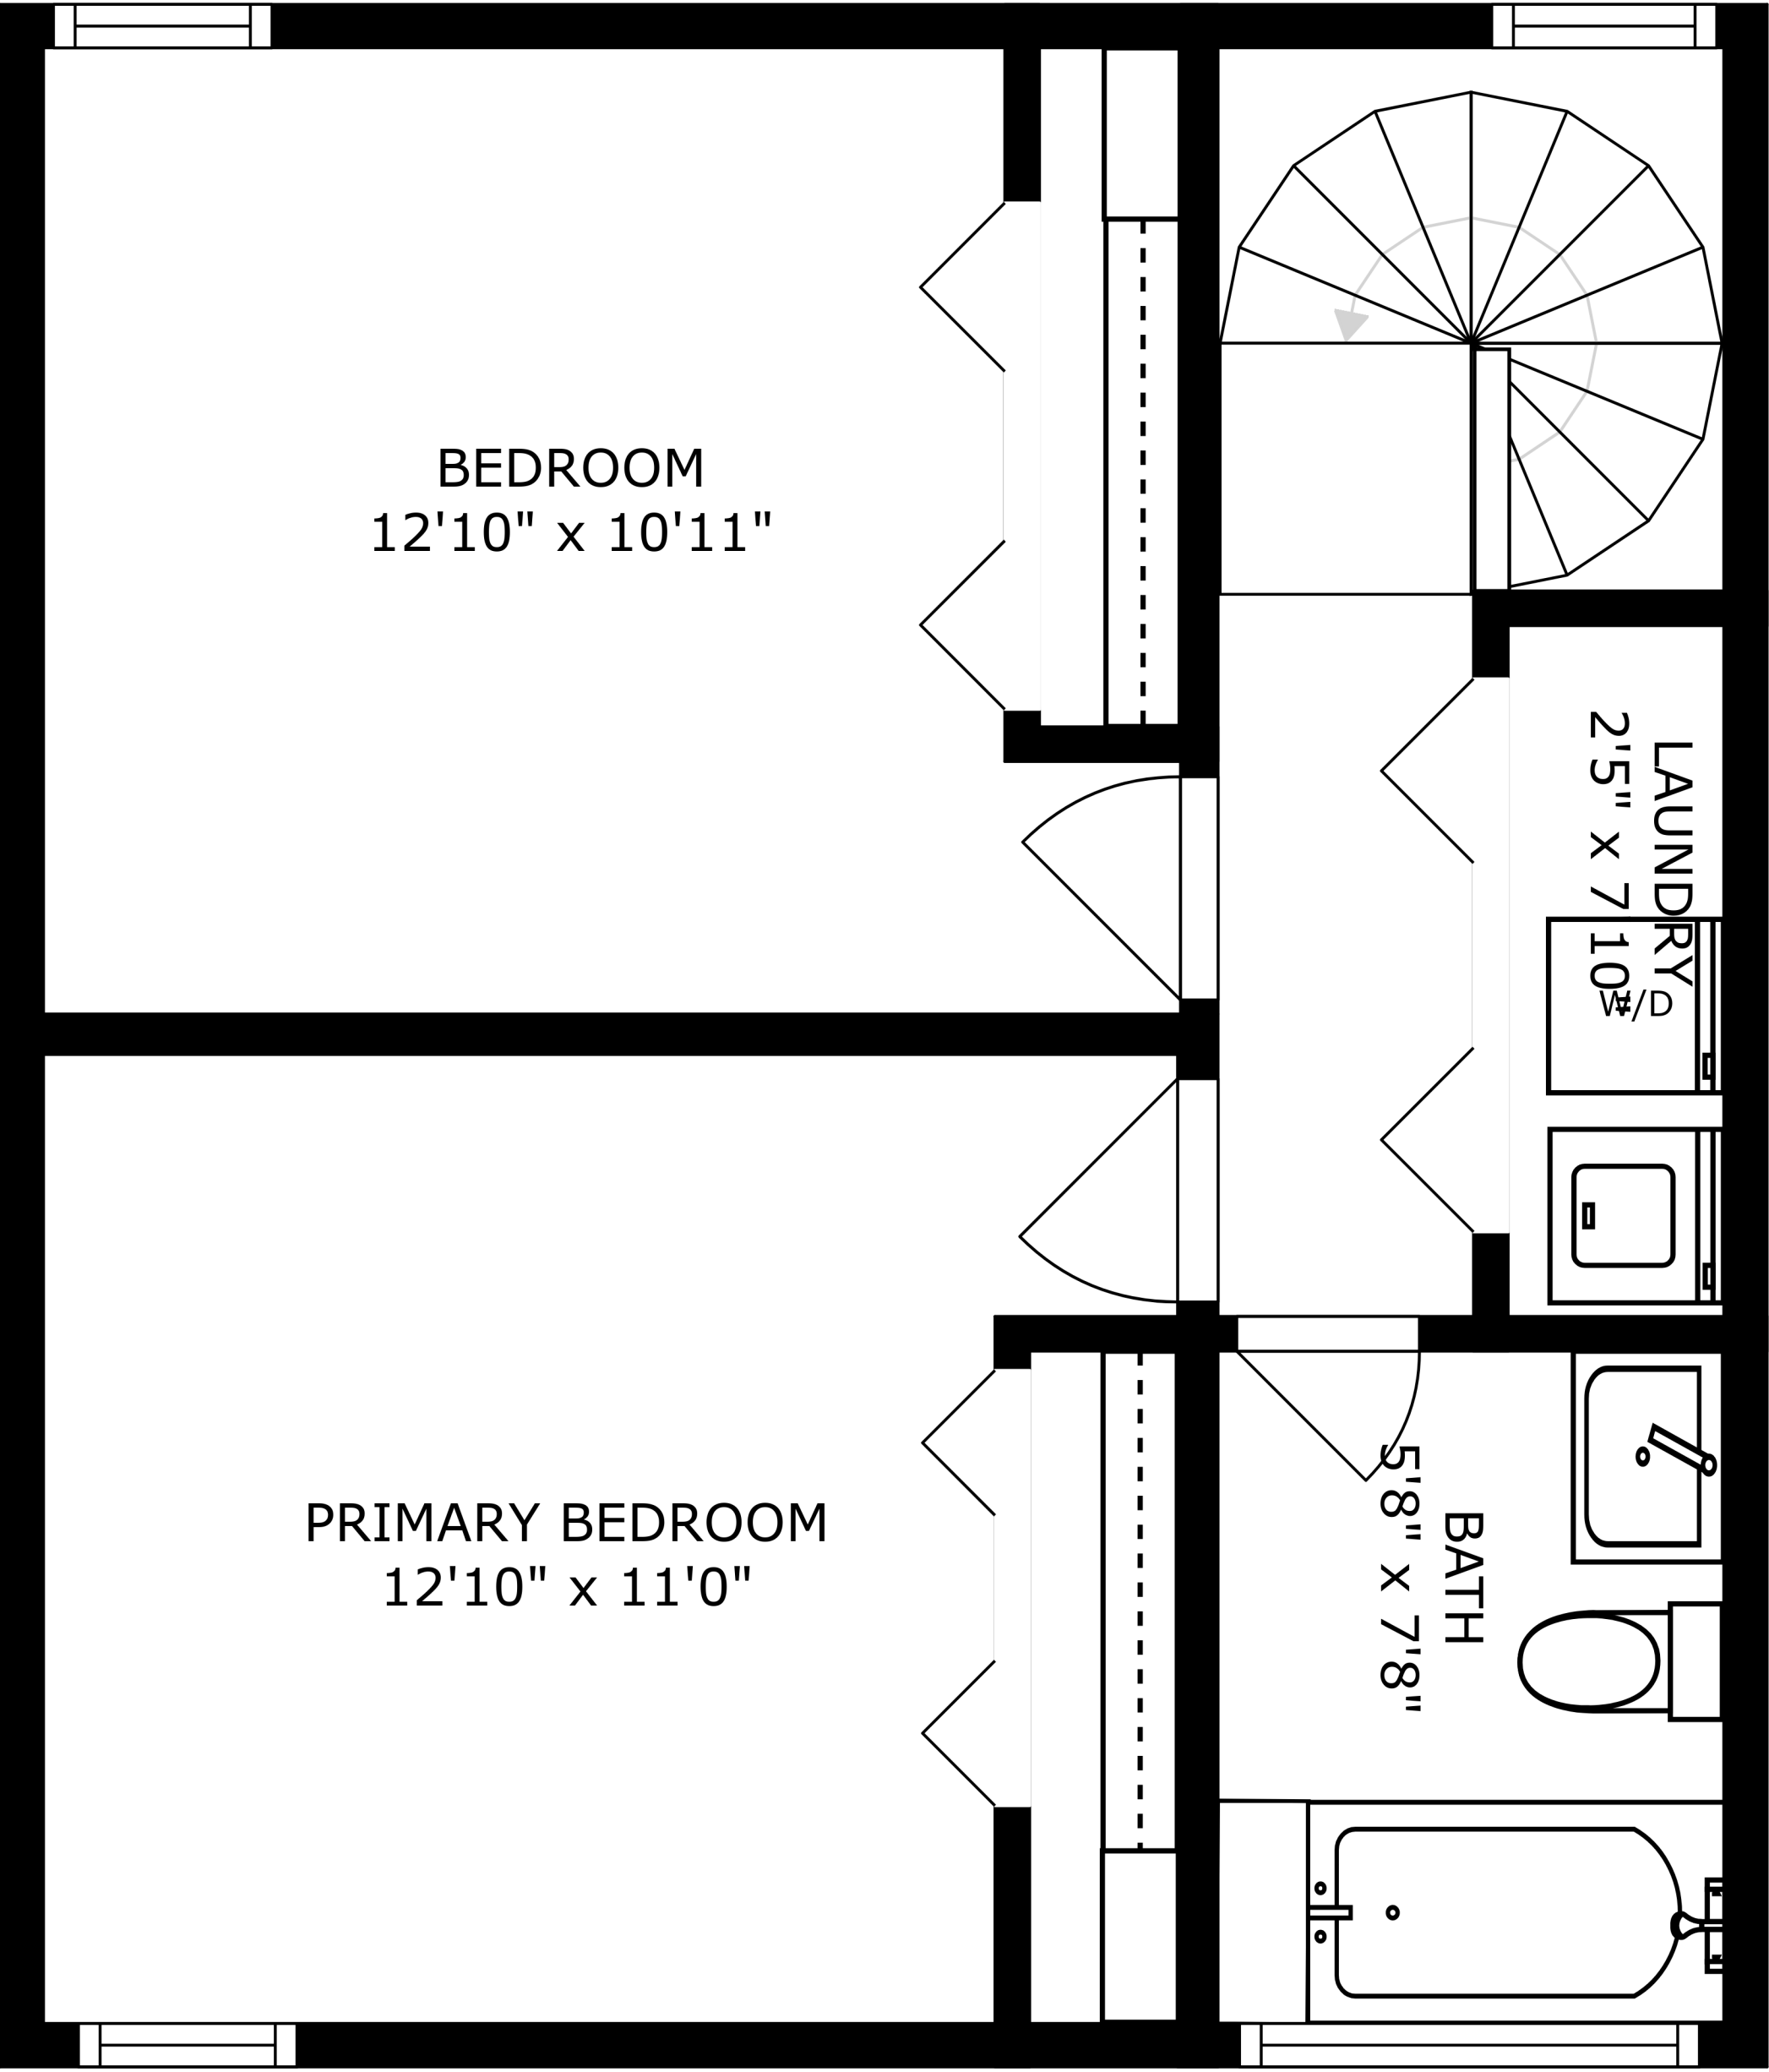 BEDROOM
12'10" x 10'11"
LAUNDRY
2'5" x 7'10"
W/D
PRIMARY BEDROOM
12'10" x 11'0"
BATH
5'8" x 7'8"